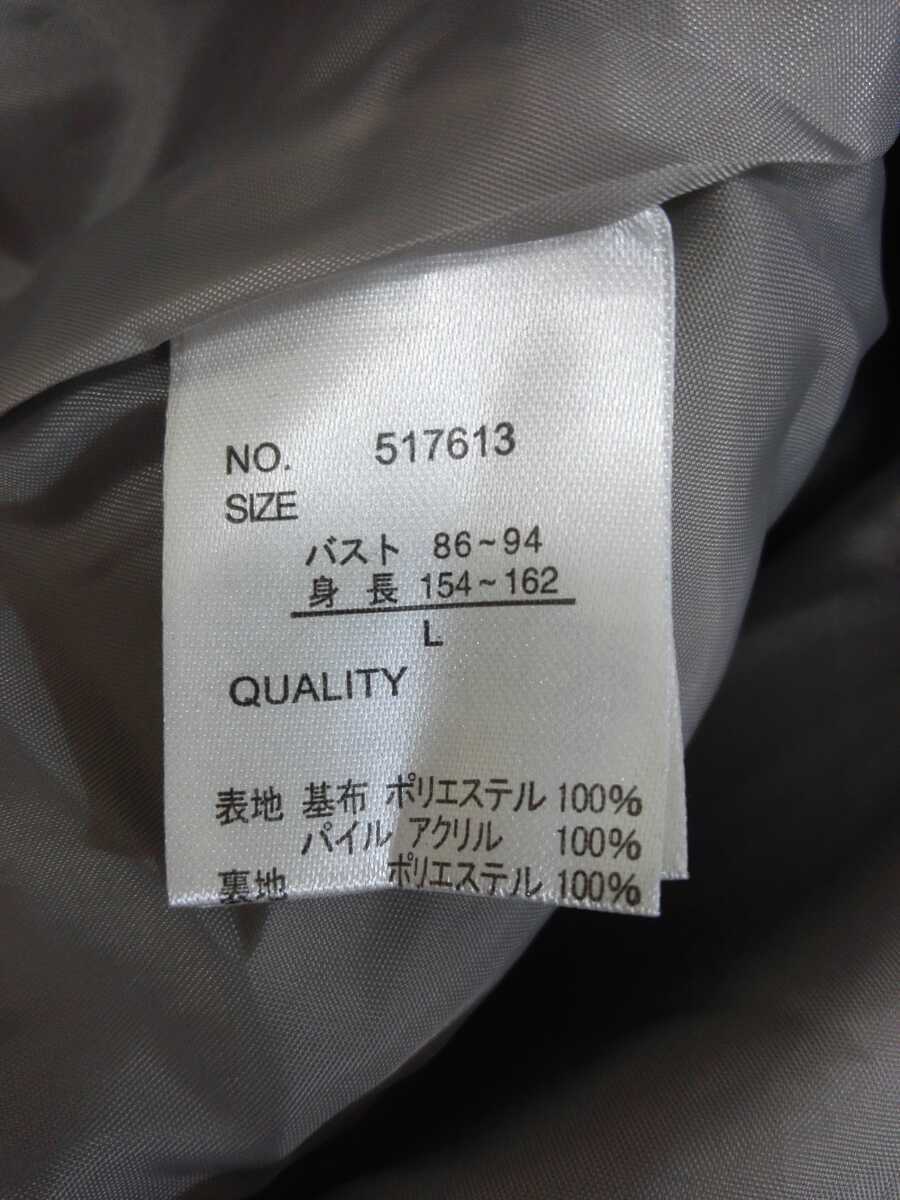 NO. 517613
SIZE
バスト 86~94
身長 154~162
L
QUALITY
表地 基布 ポリエステル 100%
パイル アクリル 100%
裏地 ポリエステル 100%